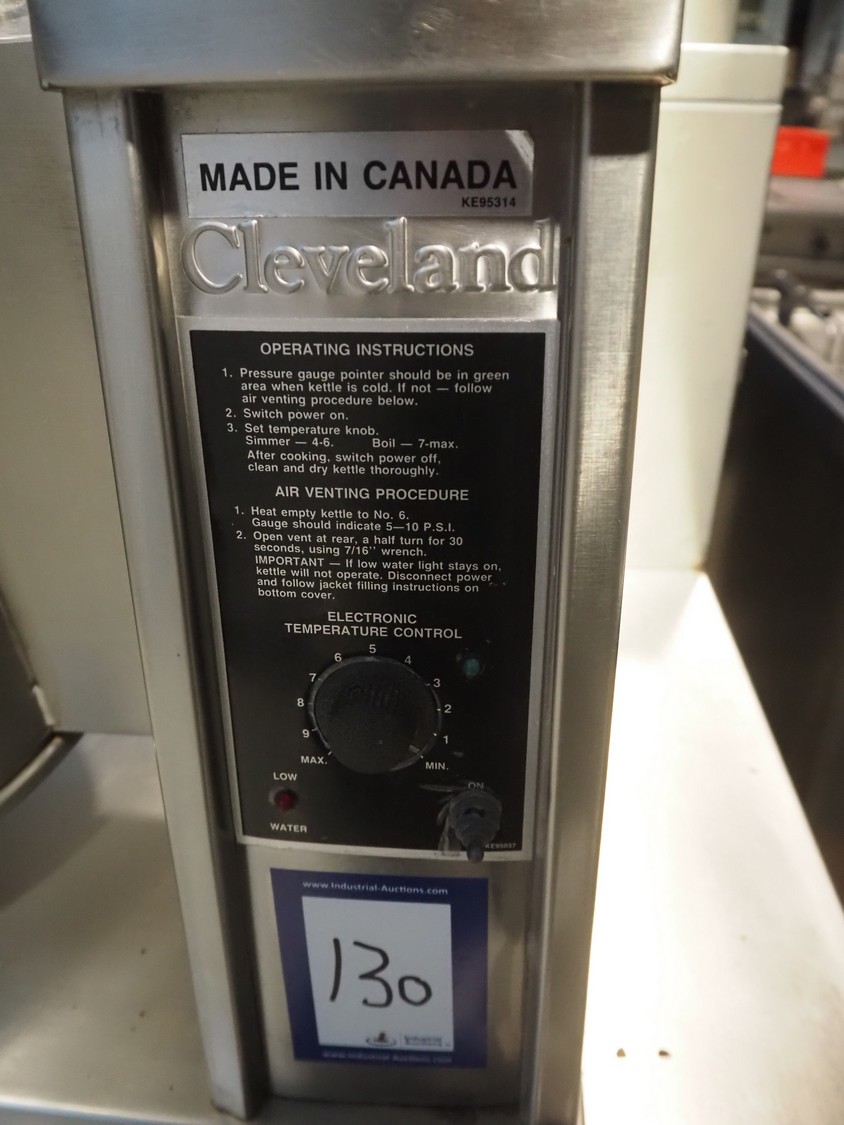 MADE IN CANADA
KE95314
Cleveland
OPERATING INSTRUCTIONS
1. Pressure gauge pointer should be in green
area when kettle is cold. If not — follow
air venting procedure below.
2. Switch power on.
3. Set temperature knob.
Simmer — 4-6. Boil — 7-max.
After cooking, switch power off,
clean and dry kettle thoroughly.
AIR VENTING PROCEDURE
1. Heat empty kettle to No. 6.
Gauge should indicate 5—10 P.S.I.
2. Open vent at rear, a half turn for 30
seconds, using 7/16'' wrench.
IMPORTANT — If low water light stays on,
kettle will not operate. Disconnect power
and follow jacket filling instructions on
bottom cover.
ELECTRONIC
TEMPERATURE CONTROL
5
6 4
7 3
8 2
9 1
MAX. MIN.
LOW
ON
WATER
www.Industrial-Auctions.com
130
www.Industrial-Auctions.com